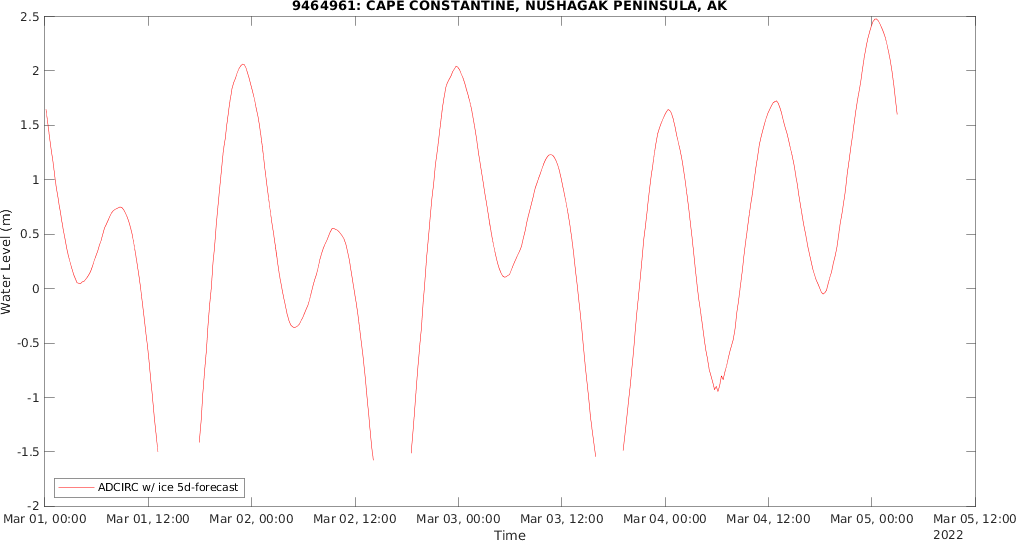 9464961: CAPE CONSTANTINE, NUSHAGAK PENINSULA, AK
2.5
2
1.5
1
0.5
0
-0.5
-1
-1.5
-2
Water Level (m)
ADCIRC w/ ice 5d-forecast
Mar 01, 00:00 Mar 01, 12:00 Mar 02, 00:00 Mar 02, 12:00 Mar 03, 00:00 Mar 03, 12:00 Mar 04, 00:00 Mar 04, 12:00 Mar 05, 00:00 Mar 05, 12:00
Time
2022